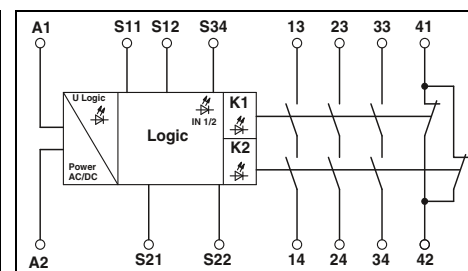 A1 S11 S12 S34 13 23 33 41
U Logic
IN 1/2
K1
Logic
K2
Power
AC/DC
A2 S21 S22 14 24 34 42